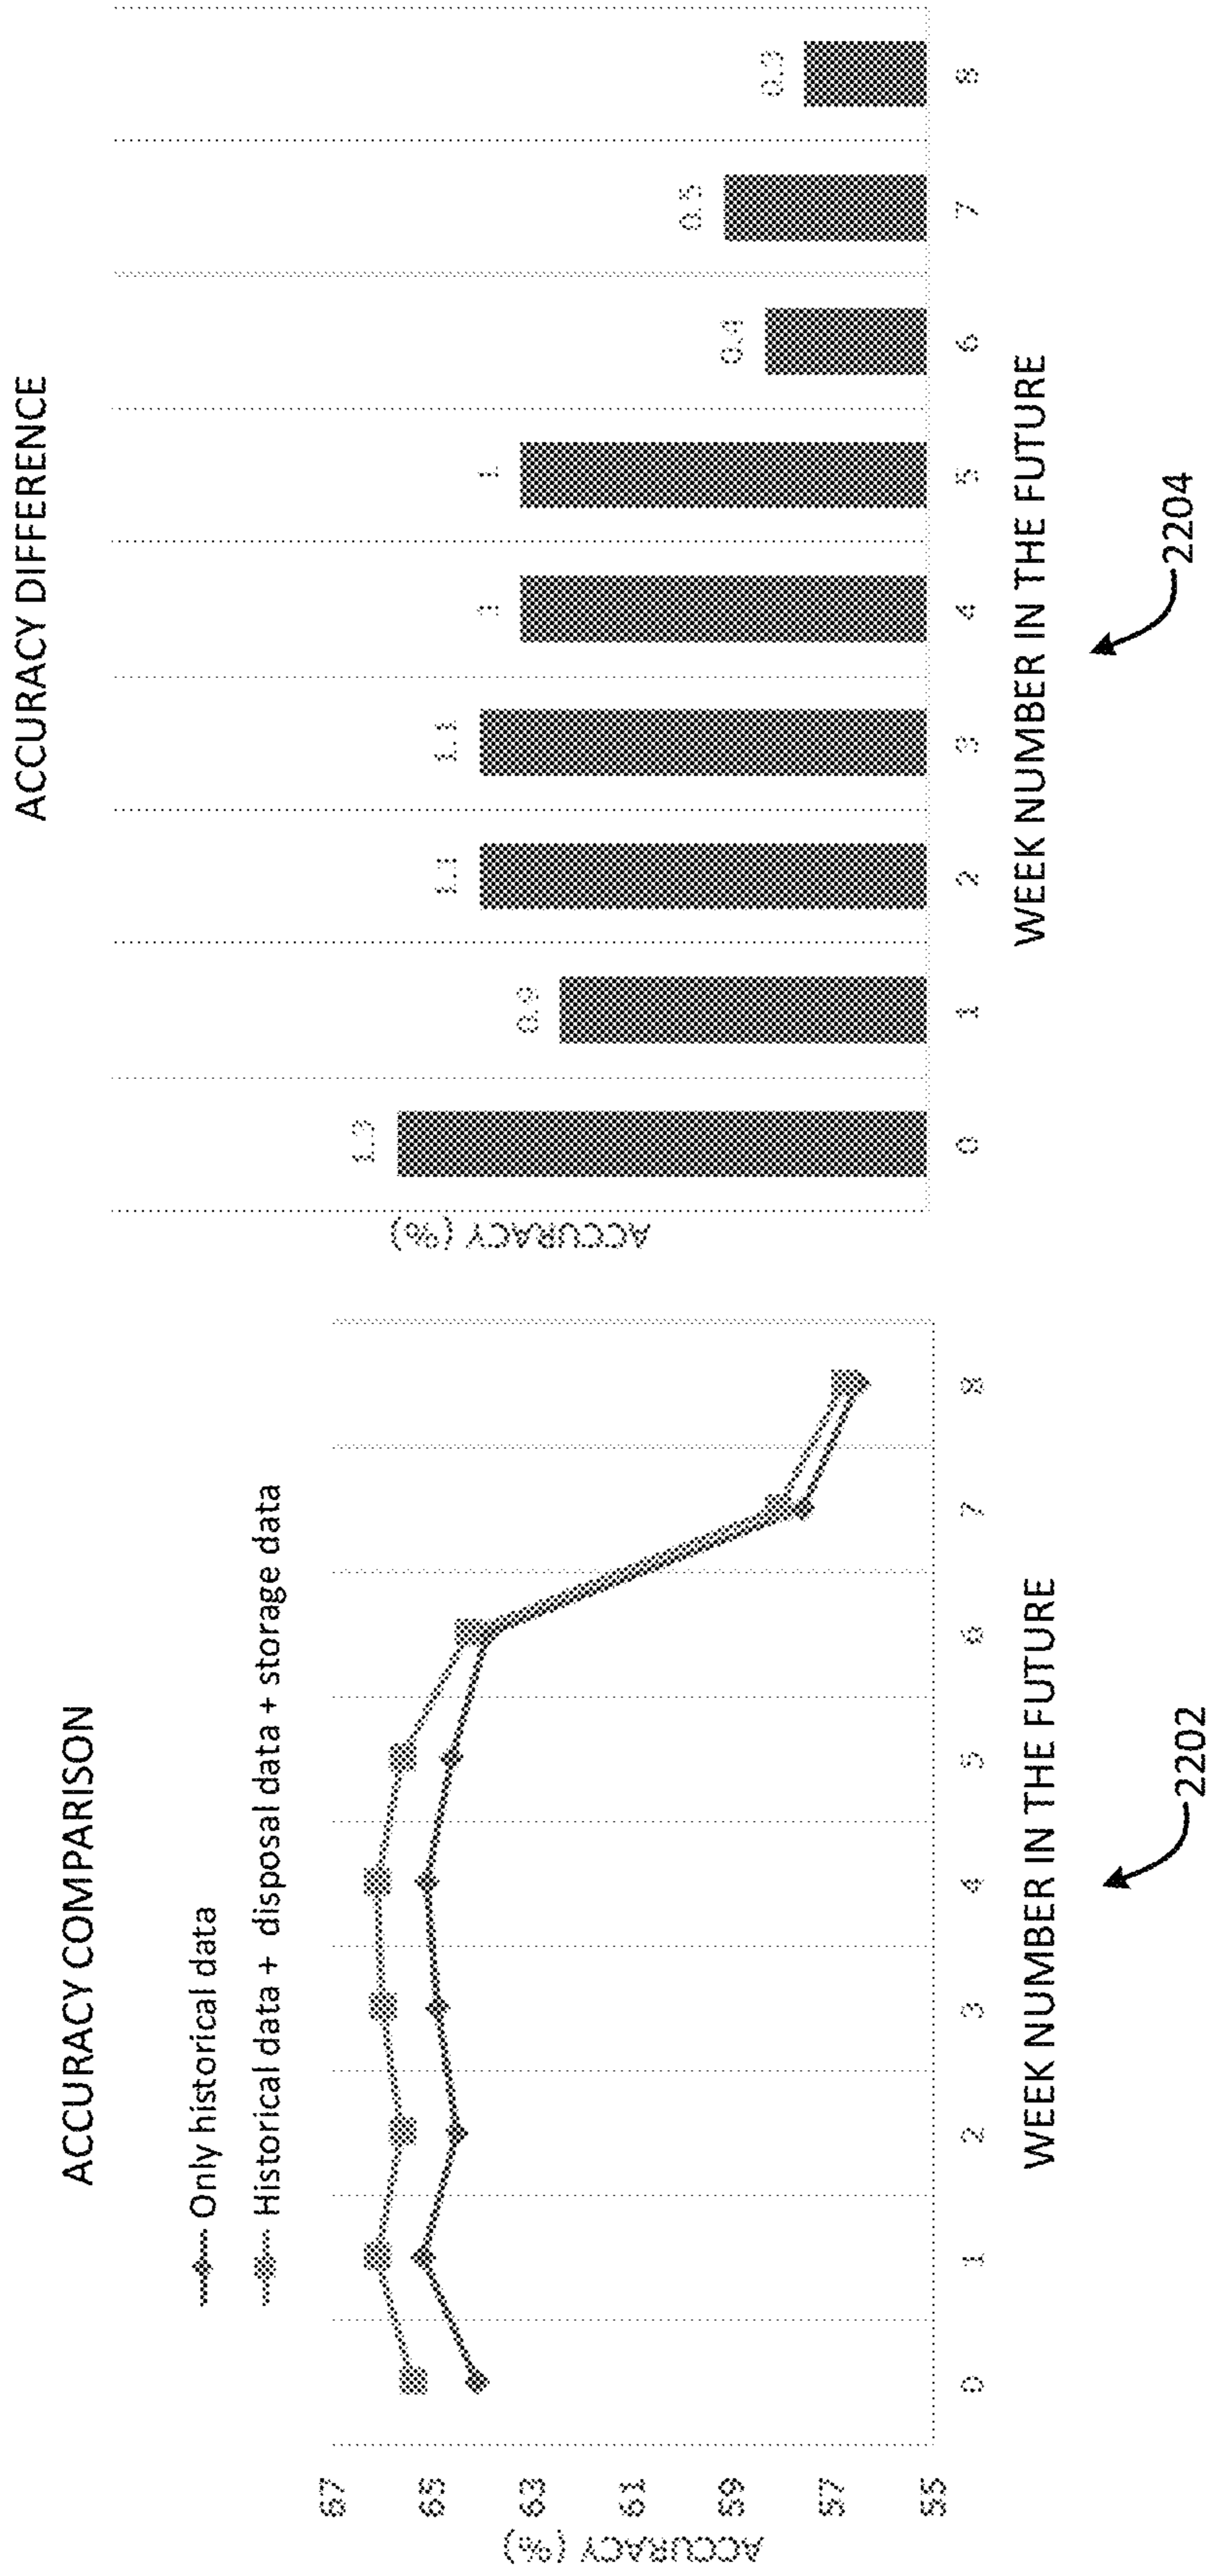 ACCURACY COMPARISON
Only historical data
Historical data + disposal data + storage data
ACCURACY (%)
67
65
63
61
59
57
55
0 1 2 3 4 5 6 7 8
WEEK NUMBER IN THE FUTURE
2202
ACCURACY DIFFERENCE
ACCURACY (%)
1.3
0.9
1.1
1.1
1
1
0.4
0.5
0.3
0 1 2 3 4 5 6 7 8
WEEK NUMBER IN THE FUTURE
2204